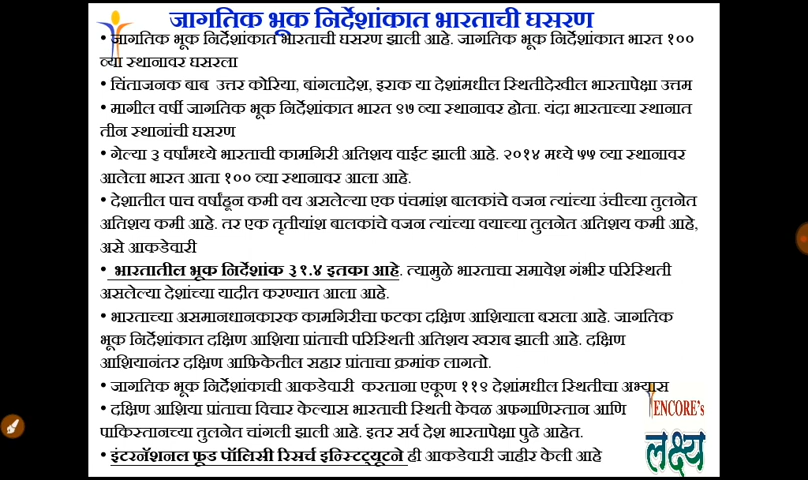 जागतिक भूक निर्देशांकात भारताची घसरण
• जागतिक भूक निर्देशांकात भारताची घसरण झाली आहे. जागतिक भूक निर्देशांकात भारत १००
व्या स्थानावर घसरला
• चिंताजनक बाब उत्तर कोरिया, बांगलादेश, इराक या देशांमधील स्थितीदेखील भारतापेक्षा उत्तम
• मागील वर्षी जागतिक भूक निर्देशांकात भारत ९७ व्या स्थानावर होता. यंदा भारताच्या स्थानात
तीन स्थानांची घसरण
• गेल्या ३ वर्षांमध्ये भारताची कामगिरी अतिशय वाईट झाली आहे. २०१४ मध्ये ५५ व्या स्थानावर
आलेला भारत आता १०० व्या स्थानावर आला आहे.
• देशातील पाच वर्षांहून कमी वय असलेल्या एक पंचमांश बालकांचे वजन त्यांच्या उंचीच्या तुलनेत
अतिशय कमी आहे. तर एक तृतीयांश बालकांचे वजन त्यांच्या वयाच्या तुलनेत अतिशय कमी आहे,
असे आकडेवारी
• भारतातील भूक निर्देशांक ३१.४ इतका आहे. त्यामुळे भारताचा समावेश गंभीर परिस्थिती
असलेल्या देशांच्या यादीत करण्यात आला आहे.
• भारताच्या असमानधानकारक कामगिरीचा फटका दक्षिण आशियाला बसला आहे. जागतिक
भूक निर्देशांकात दक्षिण आशिया प्रांताची परिस्थिती अतिशय खराब झाली आहे. दक्षिण
आशियानंतर दक्षिण आफ्रिकेतील सहार प्रांताचा क्रमांक लागतो.
• जागतिक भूक निर्देशांकाची आकडेवारी करताना एकूण ११९ देशांमधील स्थितीचा अभ्यास
• दक्षिण आशिया प्रांताचा विचार केल्यास भारताची स्थिती केवळ अफगाणिस्तान आणि
पाकिस्तानच्या तुलनेत चांगली झाली आहे. इतर सर्व देश भारतापेक्षा पुढे आहेत.
• इंटरनॅशनल फूड पॉलिसी रिसर्च इन्स्टिट्यूटने ही आकडेवारी जाहीर केली आहे
ENCORE's
लक्ष्य